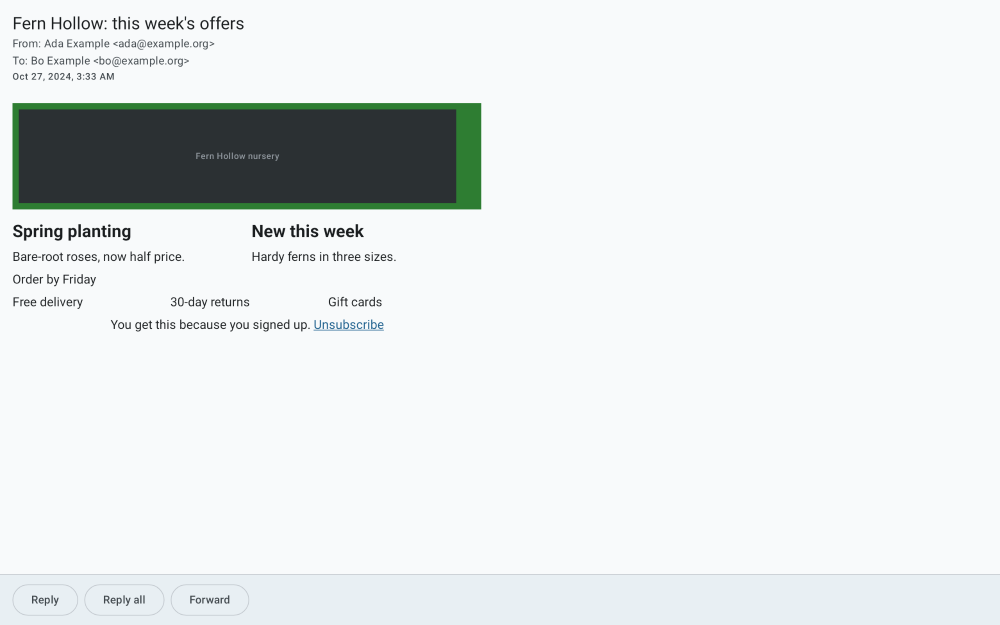 Fern Hollow: this week's offers
From: Ada Example <ada@example.org>
To: Bo Example <bo@example.org>
Oct 27, 2024, 3:33 AM
Fern Hollow nursery
Spring planting
New this week
Bare-root roses, now half price.
Hardy ferns in three sizes.
Order by Friday
Free delivery
30-day returns
Gift cards
You get this because you signed up. Unsubscribe
Reply
Reply all
Forward